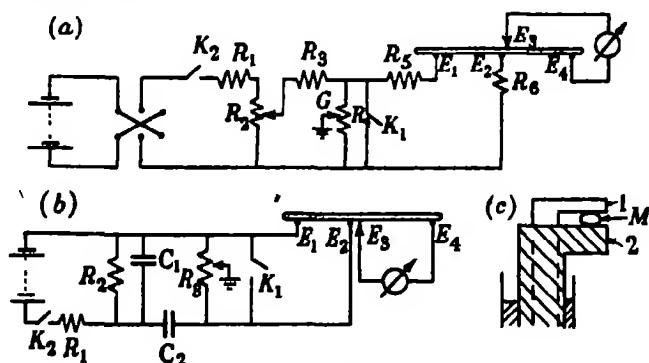 (a)
K₂ R₁ R₂ R₃ G R K₁ R₅ E₁ E₂ E₃ E₄ R₆
(b)
R₂ C₁ R₃ K₁ E₁ E₂ E₃ E₄
K₂ R₁ C₂
(c)
1
M
2